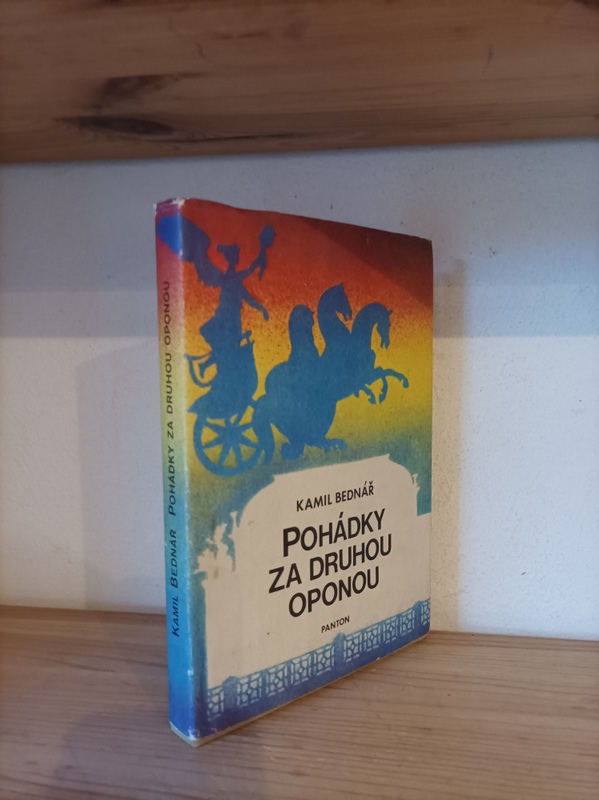 KAMIL BEDNÁŘ POHÁDKY ZA DRUHOU OPONOU
KAMIL BEDNÁŘ
POHÁDKY
ZA DRUHOU
OPONOU
PANTON